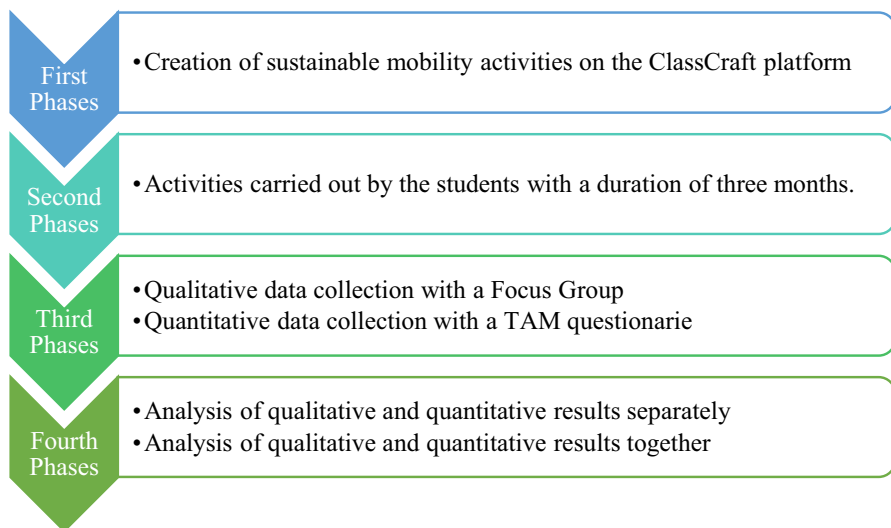 First
Phases
•Creation of sustainable mobility activities on the ClassCraft platform
Second
Phases
•Activities carried out by the students with a duration of three months.
Third
Phases
•Qualitative data collection with a Focus Group
•Quantitative data collection with a TAM questionarie
Fourth
Phases
•Analysis of qualitative and quantitative results separately
•Analysis of qualitative and quantitative results together